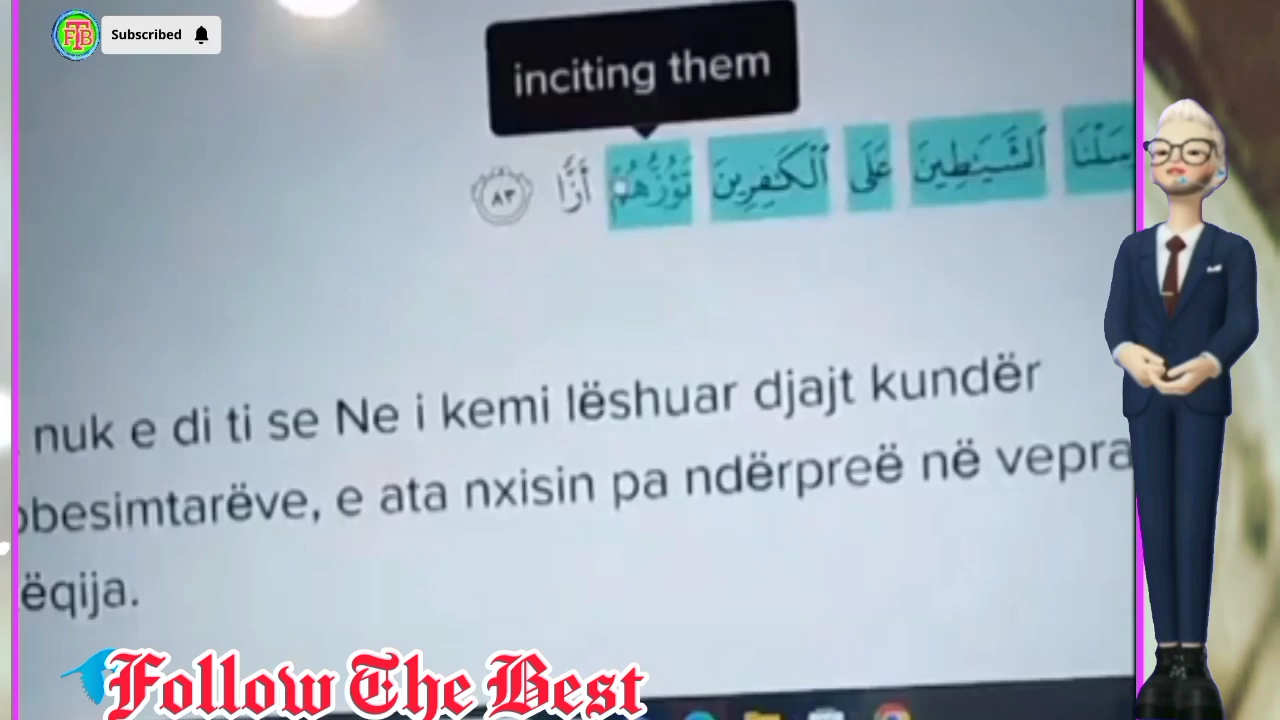 Subscribed
inciting them
سَلْنَا ٱلشَّيَـٰطِينَ عَلَى ٱلْكَـٰفِرِينَ تَؤُزُّهُمْ أَزًّا ٨٣
nuk e di ti se Ne i kemi lëshuar djajt kundër
obesimtarëve, e ata nxisin pa ndërpreë në vepra
ëqija.
Follow The Best